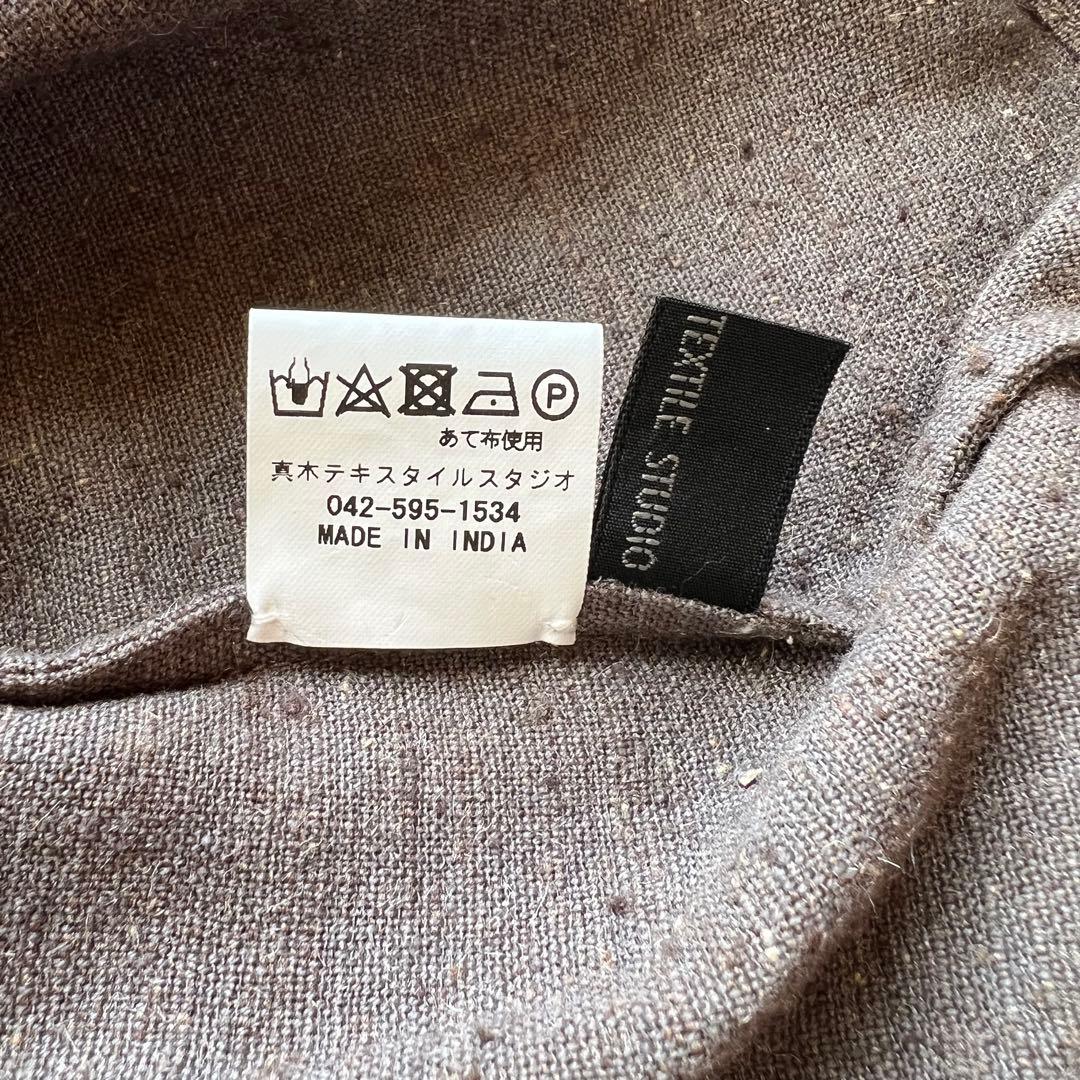 P
あて布使用
真木テキスタイルスタジオ
042-595-1534
MADE IN INDIA
TEXTILE STUDIO